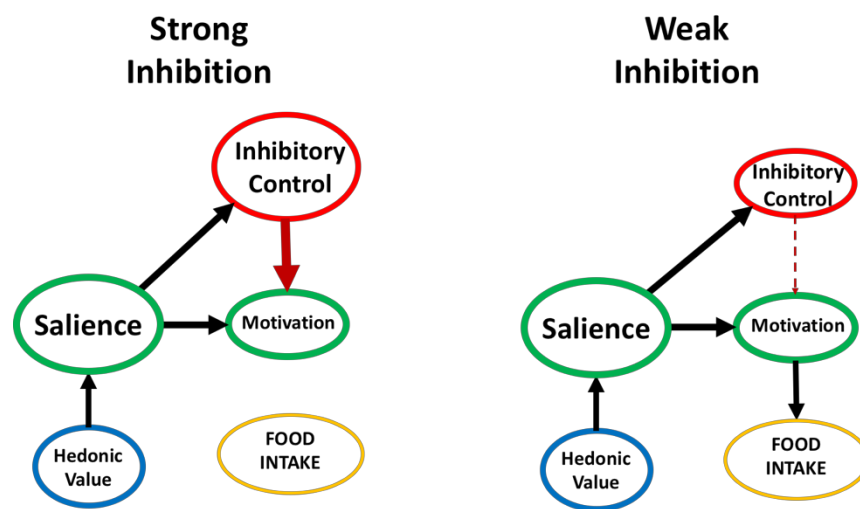 Strong
Inhibition
Inhibitory
Control
Salience
Motivation
Hedonic
Value
FOOD
INTAKE
Weak
Inhibition
Inhibitory
Control
Salience
Motivation
Hedonic
Value
FOOD
INTAKE